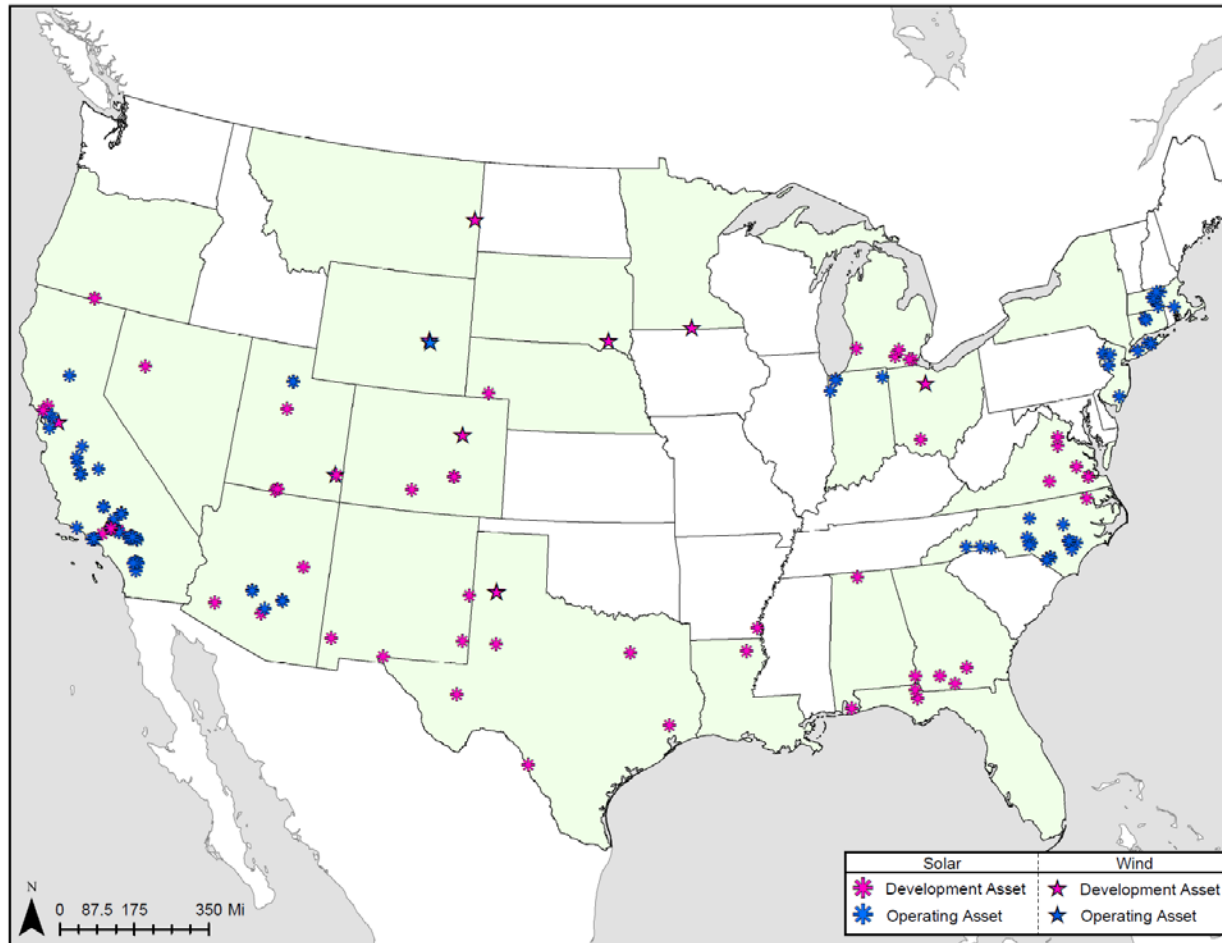 Solar Wind
Development Asset Development Asset
Operating Asset Operating Asset
N
0 87.5 175 350 Mi